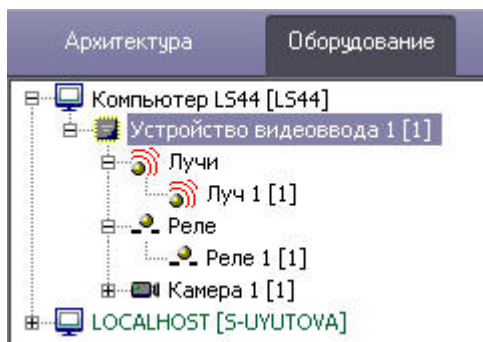 Архитектура Оборудование
Компьютер LS44 [LS44]
Устройство видеоввода 1 [1]
Лучи
Луч 1 [1]
Реле
Реле 1 [1]
Камера 1 [1]
LOCALHOST [S-UYUTOVA]